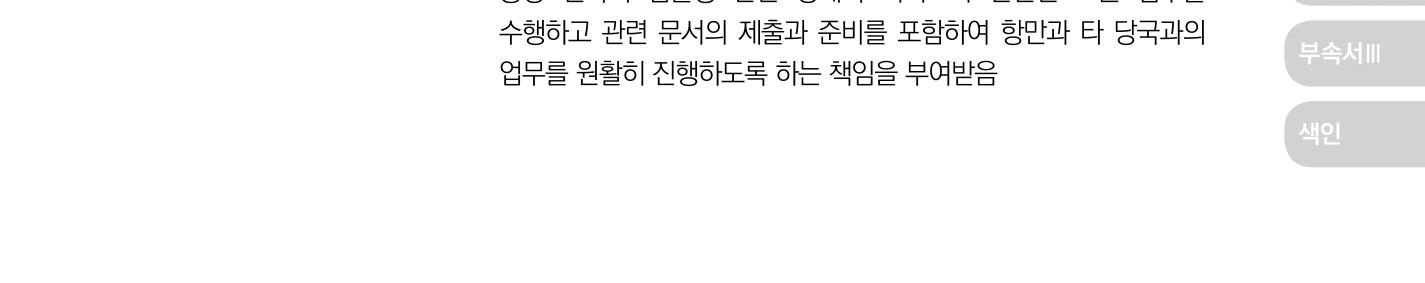 수행하고 관련 문서의 제출과 준비를 포함하여 항만과 타 당국과의
업무를 원활히 진행하도록 하는 책임을 부여받음
부속서Ⅲ
색인